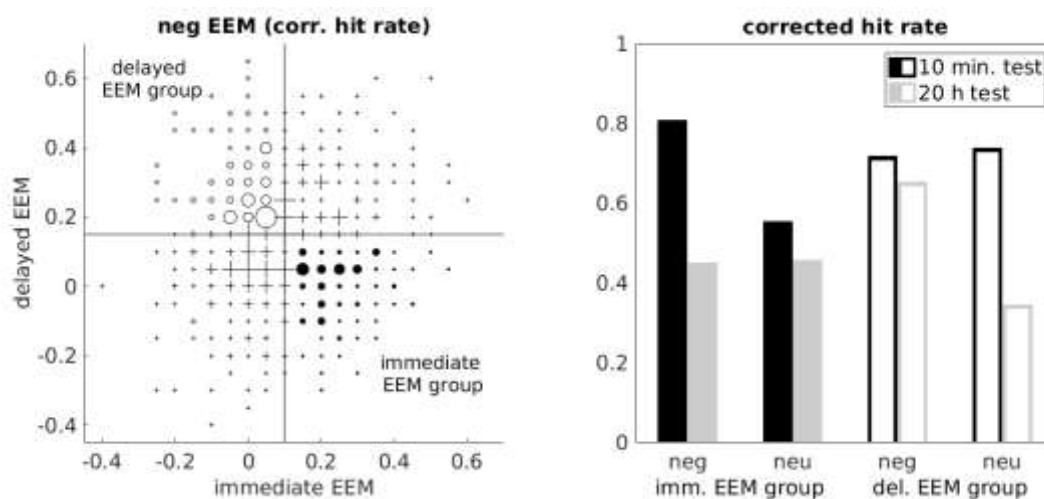 neg EEM (corr. hit rate)
delayed
EEM group
immediate
EEM group
delayed EEM
0.6
0.4
0.2
0
-0.2
-0.4
-0.4
-0.2
0
0.2
0.4
0.6
immediate EEM
corrected hit rate
1
0.8
0.6
0.4
0.2
0
10 min. test
20 h test
neg
neu
neg
neu
imm. EEM group
del. EEM group